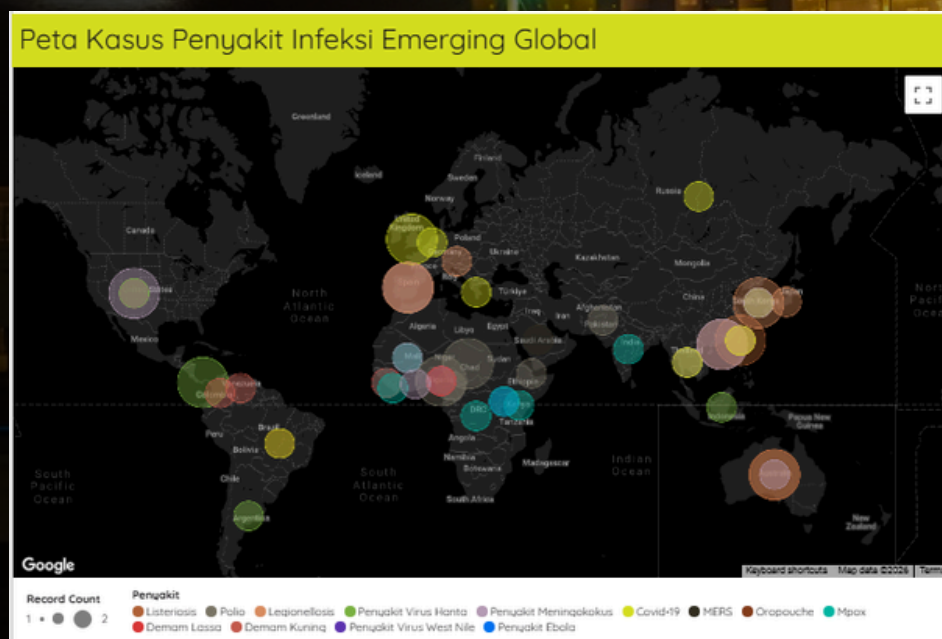 Peta Kasus Penyakit Infeksi Emerging Global
Greenland
Iceland
Finland
Sweden
Norway
Russia
United
Kingdom
Canada
Poland
Ukraine
Kazakhstan
Mongolia
Spain
Italy
Türkiye
North
Atlantic
Ocean
China
South Korea
Japan
Afghanistan
Iraq
Iran
Pakistan
Algeria
Libya
Egypt
Saudi Arabia
India
Mexico
Mali
Niger
Chad
Sudan
Ethiopia
Venezuela
Colombia
DRC
Kenya
Tanzania
Indonesia
Papua New
Guinea
Peru
Brazil
Bolivia
Angola
Namibia
Botswana
Madagascar
Indian
Ocean
South
Pacific
Ocean
Chile
South
Atlantic
Ocean
Australia
South Africa
Argentina
New
Zealand
Google
Keyboard shortcuts
Map data ©2026
Term
Record Count
1
2
Penyakit
Listeriosis
Polio
Legionellosis
Penyakit Virus Hanta
Penyakit Meningokokus
Covid-19
MERS
Oropouche
Mpox
Demam Lassa
Demam Kuning
Penyakit Virus West Nile
Penyakit Ebola